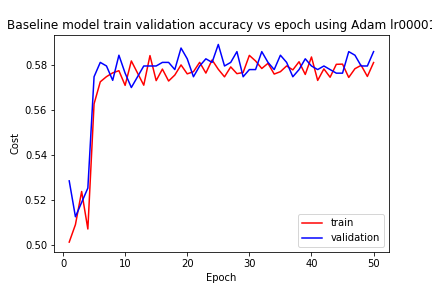 Baseline model train validation accuracy vs epoch using Adam lr00001
0.58
0.56
0.54
0.52
0.50
Cost
0 10 20 30 40 50
Epoch
train
validation